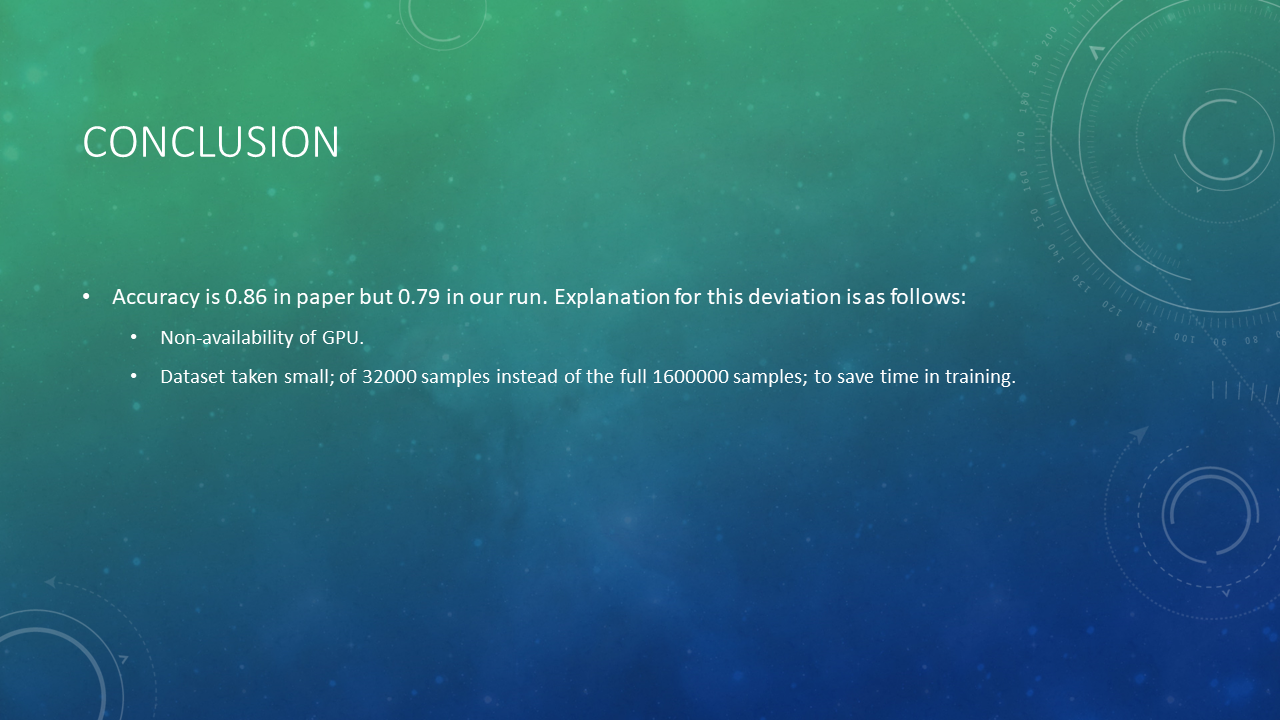 CONCLUSION
• Accuracy is 0.86 in paper but 0.79 in our run. Explanation for this deviation is as follows:
• Non-availability of GPU.
• Dataset taken small; of 32000 samples instead of the full 1600000 samples; to save time in training.